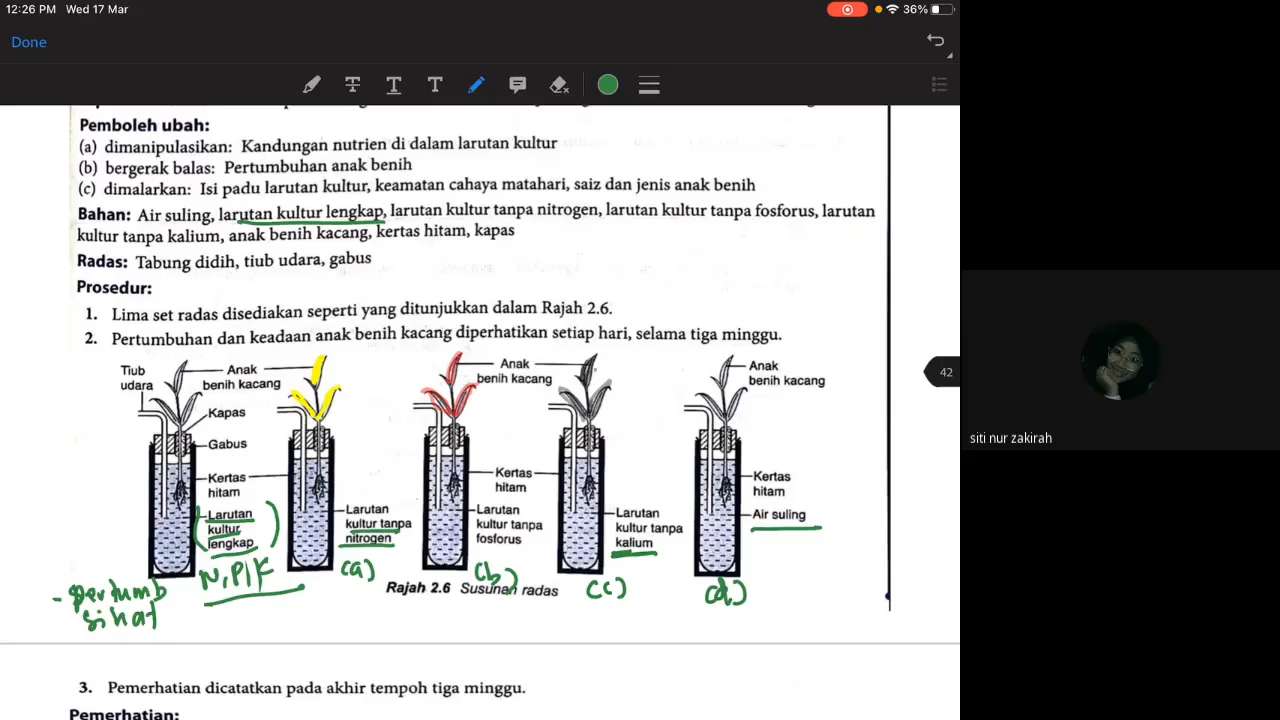 12:26 PM Wed 17 Mar
36%
Done
Pemboleh ubah:
(a) dimanipulasikan: Kandungan nutrien di dalam larutan kultur
(b) bergerak balas: Pertumbuhan anak benih
(c) dimalarkan: Isi padu larutan kultur, keamatan cahaya matahari, saiz dan jenis anak benih
Bahan: Air suling, larutan kultur lengkap, larutan kultur tanpa nitrogen, larutan kultur tanpa fosforus, larutan
kultur tanpa kalium, anak benih kacang, kertas hitam, kapas
Radas: Tabung didih, tiub udara, gabus
Prosedur:
1. Lima set radas disediakan seperti yang ditunjukkan dalam Rajah 2.6.
2. Pertumbuhan dan keadaan anak benih kacang diperhatikan setiap hari, selama tiga minggu.
Tiub
udara
Anak
benih kacang
Kapas
Gabus
Kertas
hitam
Larutan
kultur
lengkap
N, P, K
- pertumb
sihat
Larutan
kultur tanpa
nitrogen
(a)
Anak
benih kacang
Kertas
hitam
Larutan
kultur tanpa
fosforus
(b)
Larutan
kultur tanpa
kalium
(c)
Anak
benih kacang
Kertas
hitam
Air suling
(d)
Rajah 2.6 Susunan radas
42
siti nur zakirah
3. Pemerhatian dicatatkan pada akhir tempoh tiga minggu.
Pemerhatian: